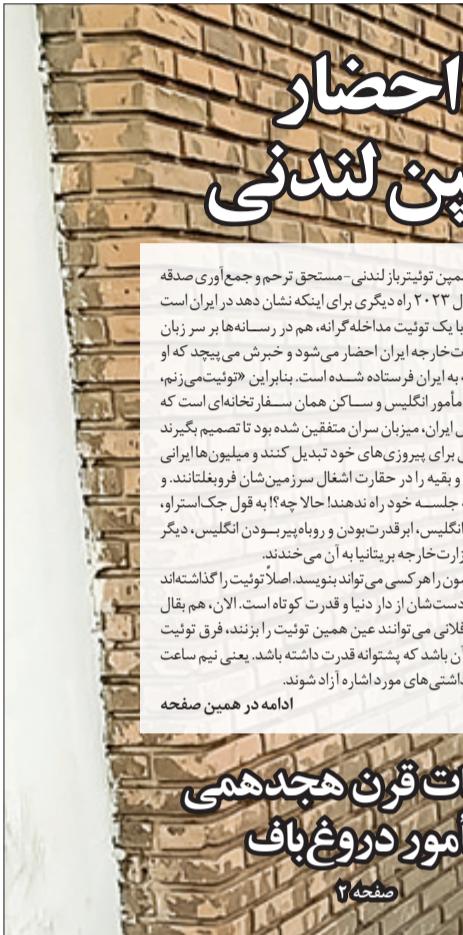 احضار
لندنی
توئیترباز لندنی-مستحق ترحم و جمع‌آوری صدقه
۲۰۲۳ راه دیگری برای اینکه نشان دهد در ایران است
با یک توئیت مداخله‌گرانه، هم در رسانه‌ها بر سر زبان
خارجه ایران احضار می‌شود و خبرش می‌پیچد که او
به ایران فرستاده شده است. بنابراین «توئیت‌می‌زنم،
مأمور انگلیس و ساکن همان سفارتخانه‌ای است که
ایران، میزبان سران متفقین شده بود تا تصمیم بگیرند
برای پیروزی‌های خود تبدیل کنند و میلیون‌ها ایرانی
و بقیه را در حقارت اشغال سرزمین‌شان فروبغلتانند. و
جلسه خود راه ندهند! حالا چه؟! به قول جک‌استراو،
انگلیس، ابرقدرت‌بودن و روباه‌پیربودن انگلیس، دیگر
خارجه بریتانیا به آن می خندند.
را هر کسی می‌تواند بنویسد. اصلاً توئیت را گذاشته‌اند
دست‌شان از دار دنیا و قدرت کوتاه است. الان، هم بقال
فلانی می‌توانند عین همین توئیت را بزنند، فرق توئیت
آن باشد که پشتوانه قدرت داشته باشد. یعنی نیم ساعت
مورد اشاره آزاد شوند.
ادامه در همین صفحه
قرن هجدهمی
دروغ‌باف
صفحه ۲